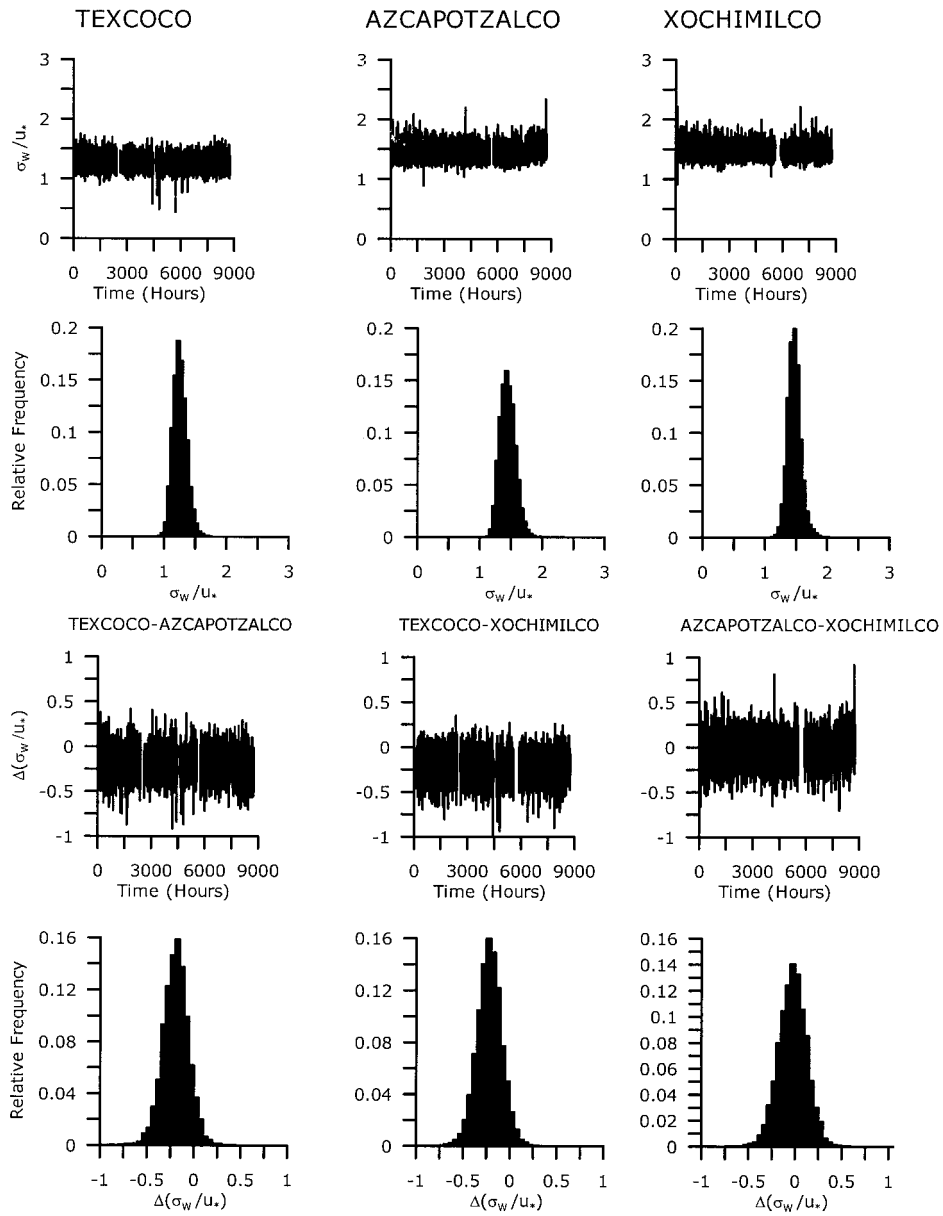 TEXCOCO
AZCAPOTZALCO
XOCHIMILCO
σw/u*
3
2
1
0
0 3000 6000 9000
Time (Hours)
3
2
1
0
0 3000 6000 9000
Time (Hours)
3
2
1
0
0 3000 6000 9000
Time (Hours)
Relative Frequency
0.2
0.15
0.1
0.05
0
0 1 2 3
σw/u*
0.2
0.15
0.1
0.05
0
0 1 2 3
σw/u*
0.2
0.15
0.1
0.05
0
0 1 2 3
σw/u*
TEXCOCO-AZCAPOTZALCO
TEXCOCO-XOCHIMILCO
AZCAPOTZALCO-XOCHIMILCO
Δ(σw/u*)
1
0.5
0
-0.5
-1
0 3000 6000 9000
Time (Hours)
1
0.5
0
-0.5
-1
0 3000 6000 9000
Time (Hours)
1
0.5
0
-0.5
-1
0 3000 6000 9000
Time (Hours)
Relative Frequency
0.16
0.12
0.08
0.04
0
-1 -0.5 0 0.5 1
Δ(σw/u*)
0.16
0.12
0.08
0.04
0
-1 -0.5 0 0.5 1
Δ(σw/u*)
0.16
0.14
0.12
0.1
0.08
0.06
0.04
0.02
0
-1 -0.5 0 0.5 1
Δ(σw/u*)